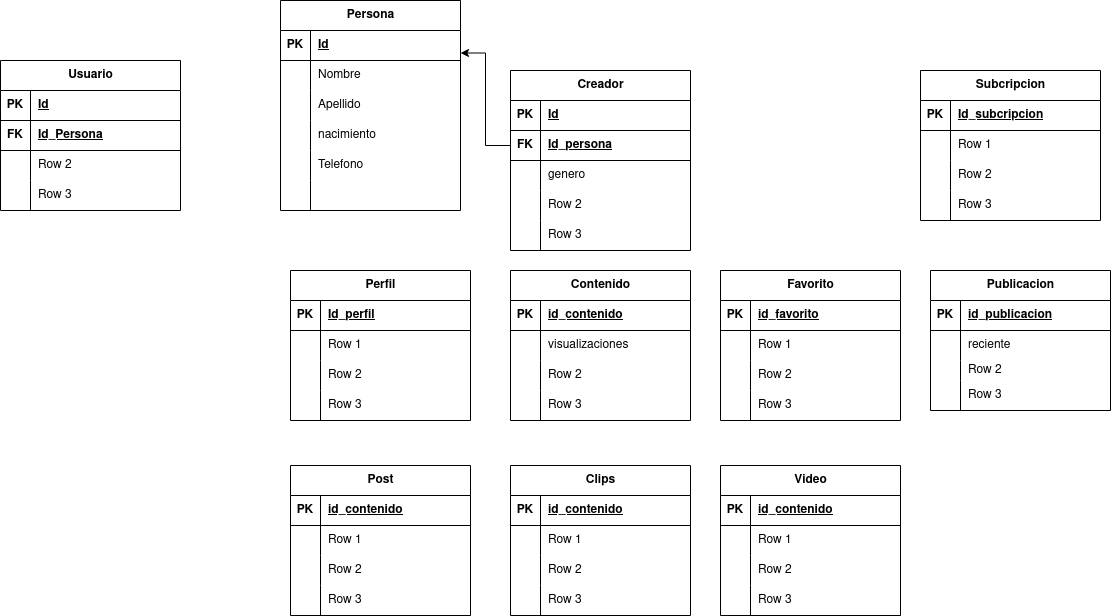 Persona
PK Id
Nombre
Apellido
nacimiento
Telefono
Usuario
PK Id
FK Id_Persona
Row 2
Row 3
Creador
PK Id
FK Id_persona
genero
Row 2
Row 3
Subcripcion
PK Id_subcripcion
Row 1
Row 2
Row 3
Perfil
PK Id_perfil
Row 1
Row 2
Row 3
Contenido
PK id_contenido
visualizaciones
Row 2
Row 3
Favorito
PK id_favorito
Row 1
Row 2
Row 3
Publicacion
PK id_publicacion
reciente
Row 2
Row 3
Post
PK id_contenido
Row 1
Row 2
Row 3
Clips
PK id_contenido
Row 1
Row 2
Row 3
Video
PK id_contenido
Row 1
Row 2
Row 3